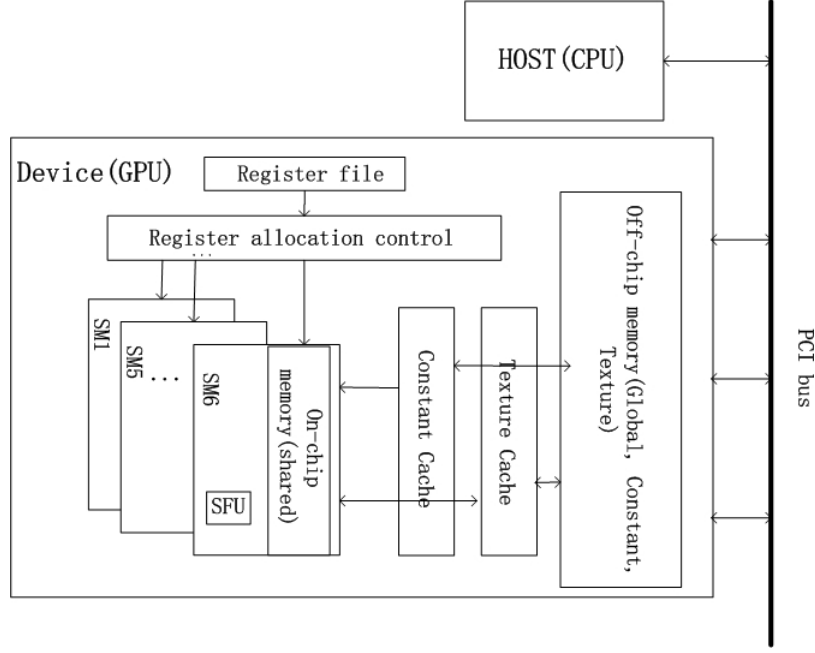 HOST(CPU)
Device(GPU)
Register file
Register allocation control
...
SM1
SM5
...
SM6
SFU
On-chip
memory(shared)
Constant Cache
Texture Cache
Off-chip memory(Global, Constant,
Texture)
PCI bus